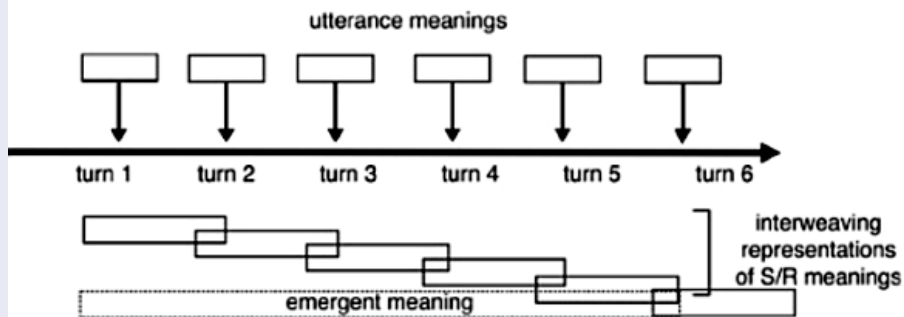 utterance meanings
turn 1 turn 2 turn 3 turn 4 turn 5 turn 6
interweaving
representations
of S/R meanings
emergent meaning